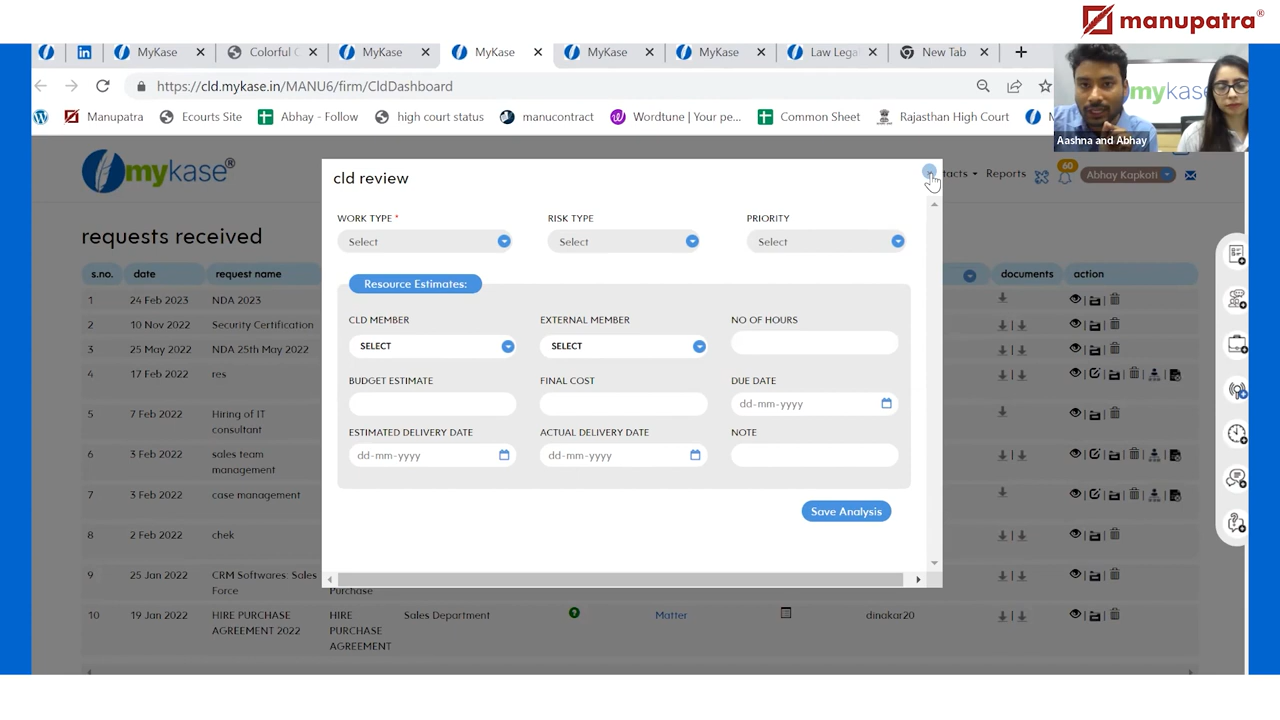 manupatra®
MyKase
Colorful C
MyKase
MyKase
MyKase
MyKase
Law Lega
New Tab
https://cld.mykase.in/MANU6/firm/CldDashboard
Manupatra
Ecourts Site
Abhay - Follow
high court status
manucontract
Wordtune | Your pe...
Common Sheet
Rajasthan High Court
mykase
Aashna and Abhay
mykase®
tacts
Reports
60
Abhay Kapkoti
requests received
s.no. date request name documents action
cld review
WORK TYPE * RISK TYPE PRIORITY
Select Select Select
Resource Estimates:
CLD MEMBER EXTERNAL MEMBER NO OF HOURS
SELECT SELECT
BUDGET ESTIMATE FINAL COST DUE DATE
dd-mm-yyyy
ESTIMATED DELIVERY DATE ACTUAL DELIVERY DATE NOTE
dd-mm-yyyy dd-mm-yyyy
Save Analysis
1 24 Feb 2023 NDA 2023
2 10 Nov 2022 Security Certification
3 25 May 2022 NDA 25th May 2022
4 17 Feb 2022 res
5 7 Feb 2022 Hiring of IT
consultant
6 3 Feb 2022 sales team
management
7 3 Feb 2022 case management
8 2 Feb 2022 chek
9 25 Jan 2022 CRM Softwares: Sales
Force Purchase
10 19 Jan 2022 HIRE PURCHASE HIRE Sales Department Matter dinakar20
AGREEMENT 2022 PURCHASE
AGREEMENT